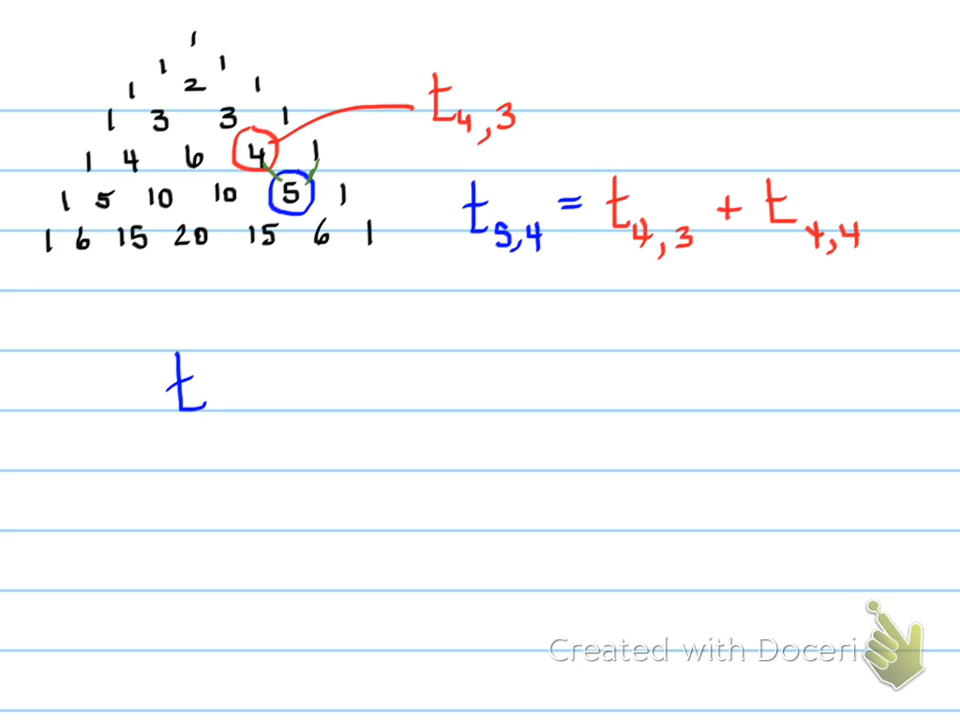 1
1 1
1 2 1
1 3 3 1
1 4 6 4 1
1 5 10 10 5 1
1 6 15 20 15 6 1
t4,3
t5,4 = t4,3 + t4,4
t
Created with Doceri